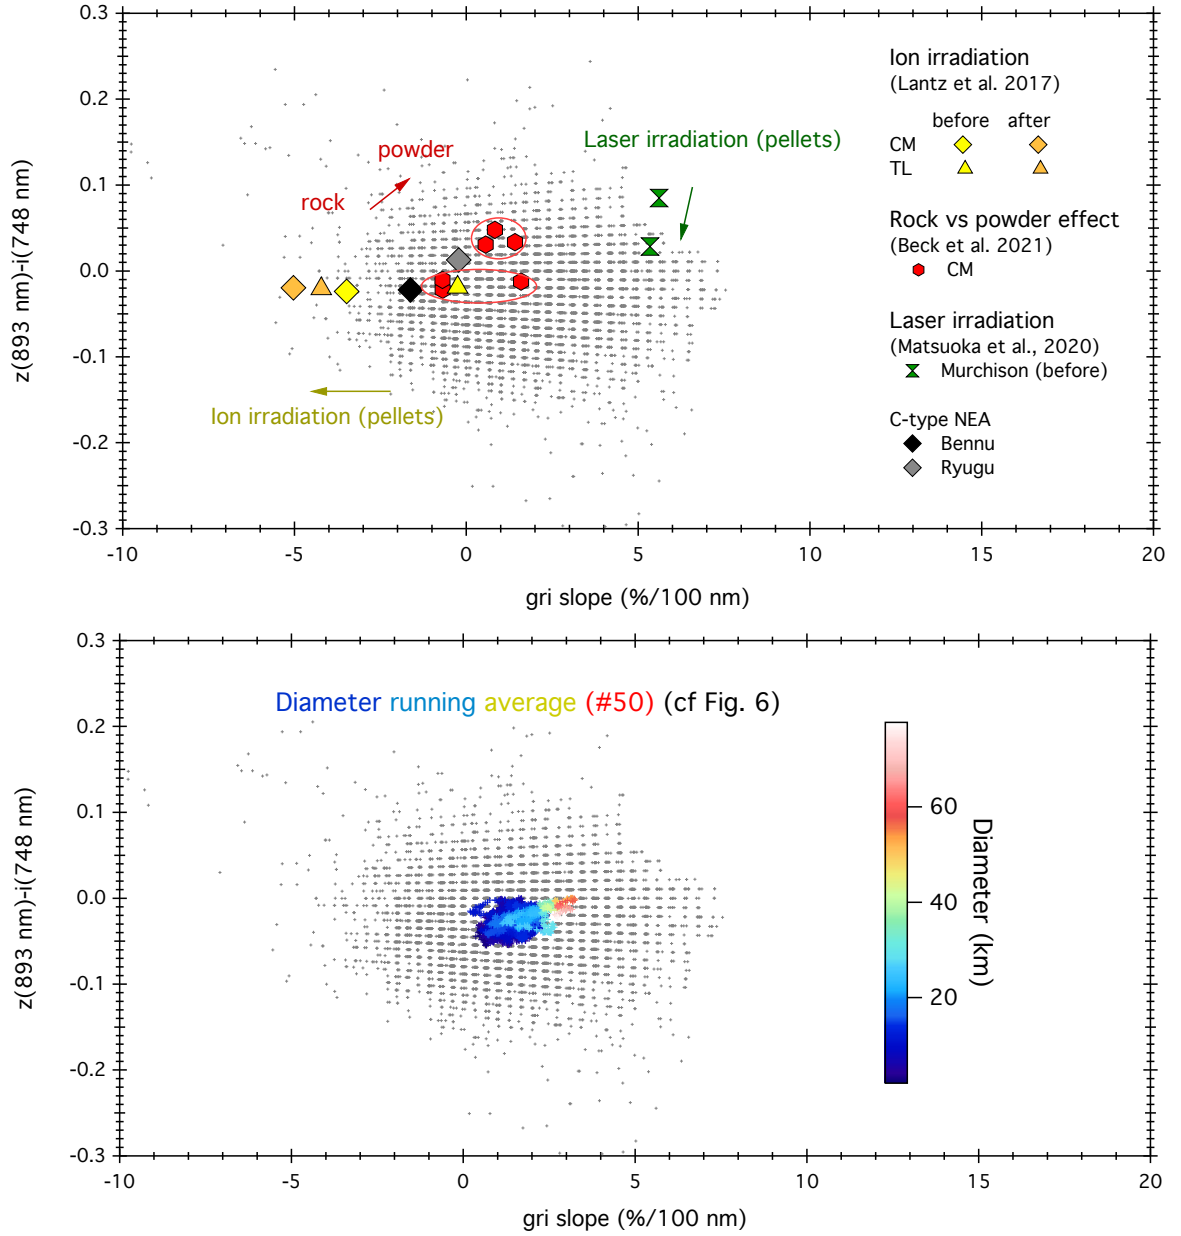 0.3
0.2
0.1
0.0
-0.1
-0.2
-0.3
z(893 nm)-i(748 nm)
-10
-5
0
5
10
15
20
gri slope (%/100 nm)
powder
rock
Laser irradiation (pellets)
Ion irradiation (pellets)
Ion irradiation
(Lantz et al. 2017)
before after
CM
TL
Rock vs powder effect
(Beck et al. 2021)
CM
Laser irradiation
(Matsuoka et al., 2020)
Murchison (before)
C-type NEA
Bennu
Ryugu
0.3
0.2
0.1
0.0
-0.1
-0.2
-0.3
z(893 nm)-i(748 nm)
-10
-5
0
5
10
15
20
gri slope (%/100 nm)
Diameter running average (#50) (cf Fig. 6)
60
40
20
Diameter (km)